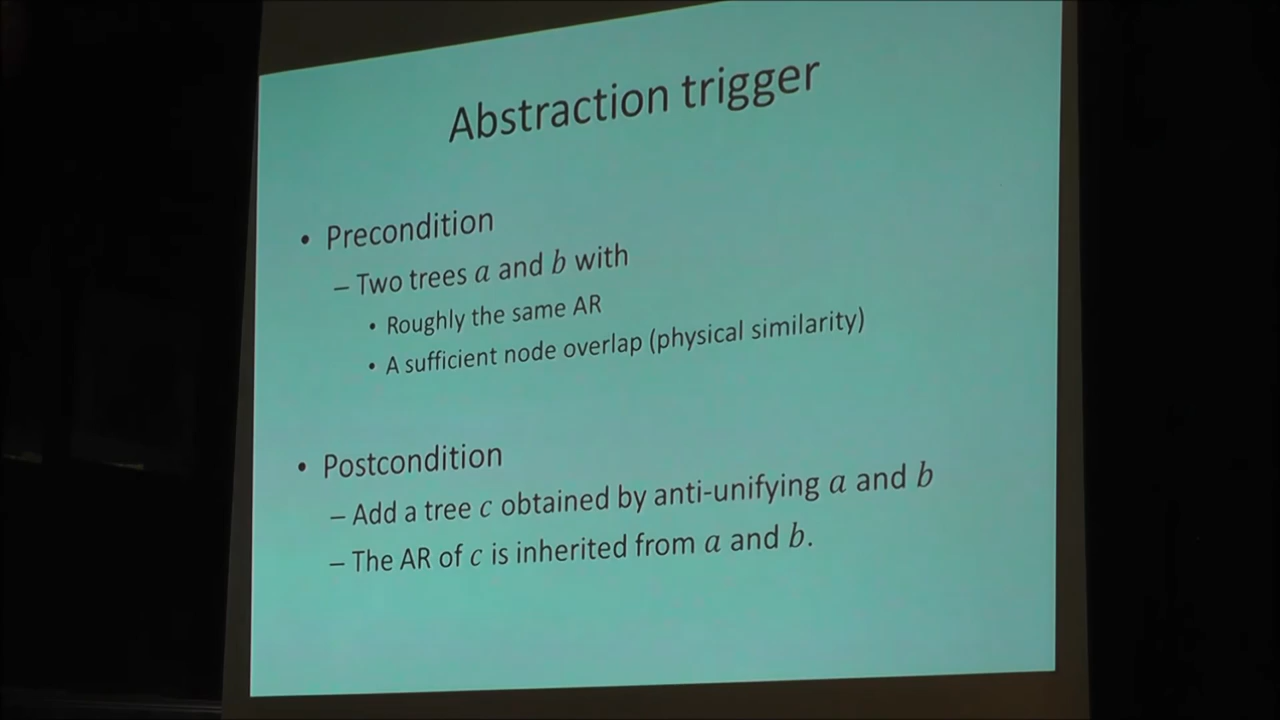 Abstraction trigger
• Precondition
– Two trees a and b with
• Roughly the same AR
• A sufficient node overlap (physical similarity)
• Postcondition
– Add a tree c obtained by anti-unifying a and b
– The AR of c is inherited from a and b.